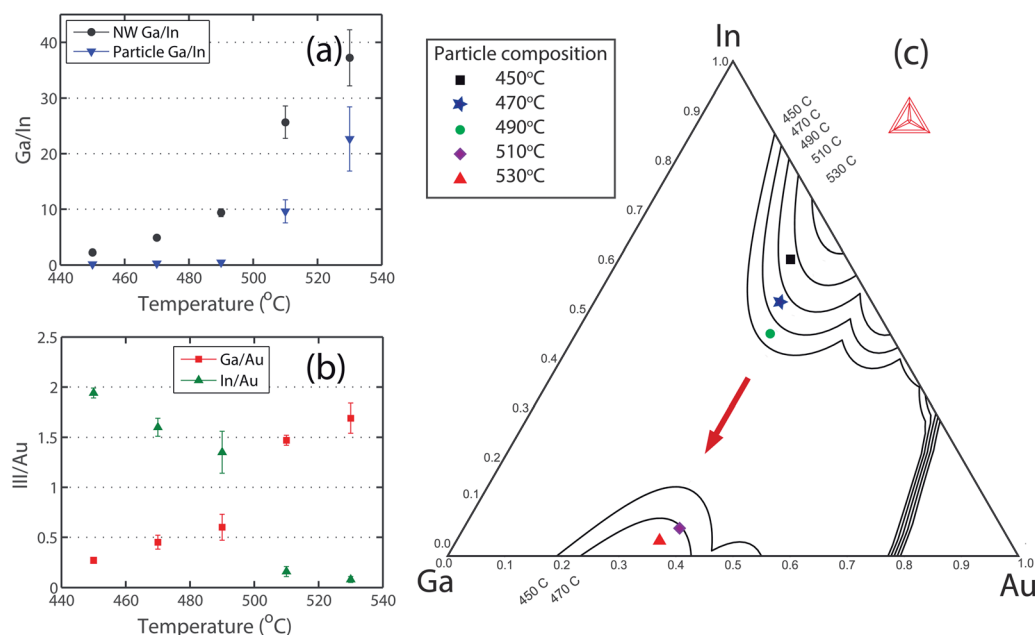 NW Ga/In
Particle Ga/In
(a)
Ga/In
40
30
20
10
0
440 460 480 500 520 540
Temperature (°C)
Ga/Au
In/Au
(b)
III/Au
2.5
2
1.5
1
0.5
0
440 460 480 500 520 540
Temperature (°C)
Particle composition
450°C
470°C
490°C
510°C
530°C
(c)
In
1.0
0.9
0.8
0.7
0.6
0.5
0.4
0.3
0.2
0.1
0.0
450 C
470 C
490 C
510 C
530 C
0.0 0.1 0.2 0.3 0.4 0.5 0.6 0.7 0.8 0.9 1.0
Ga
Au
450 C
470 C